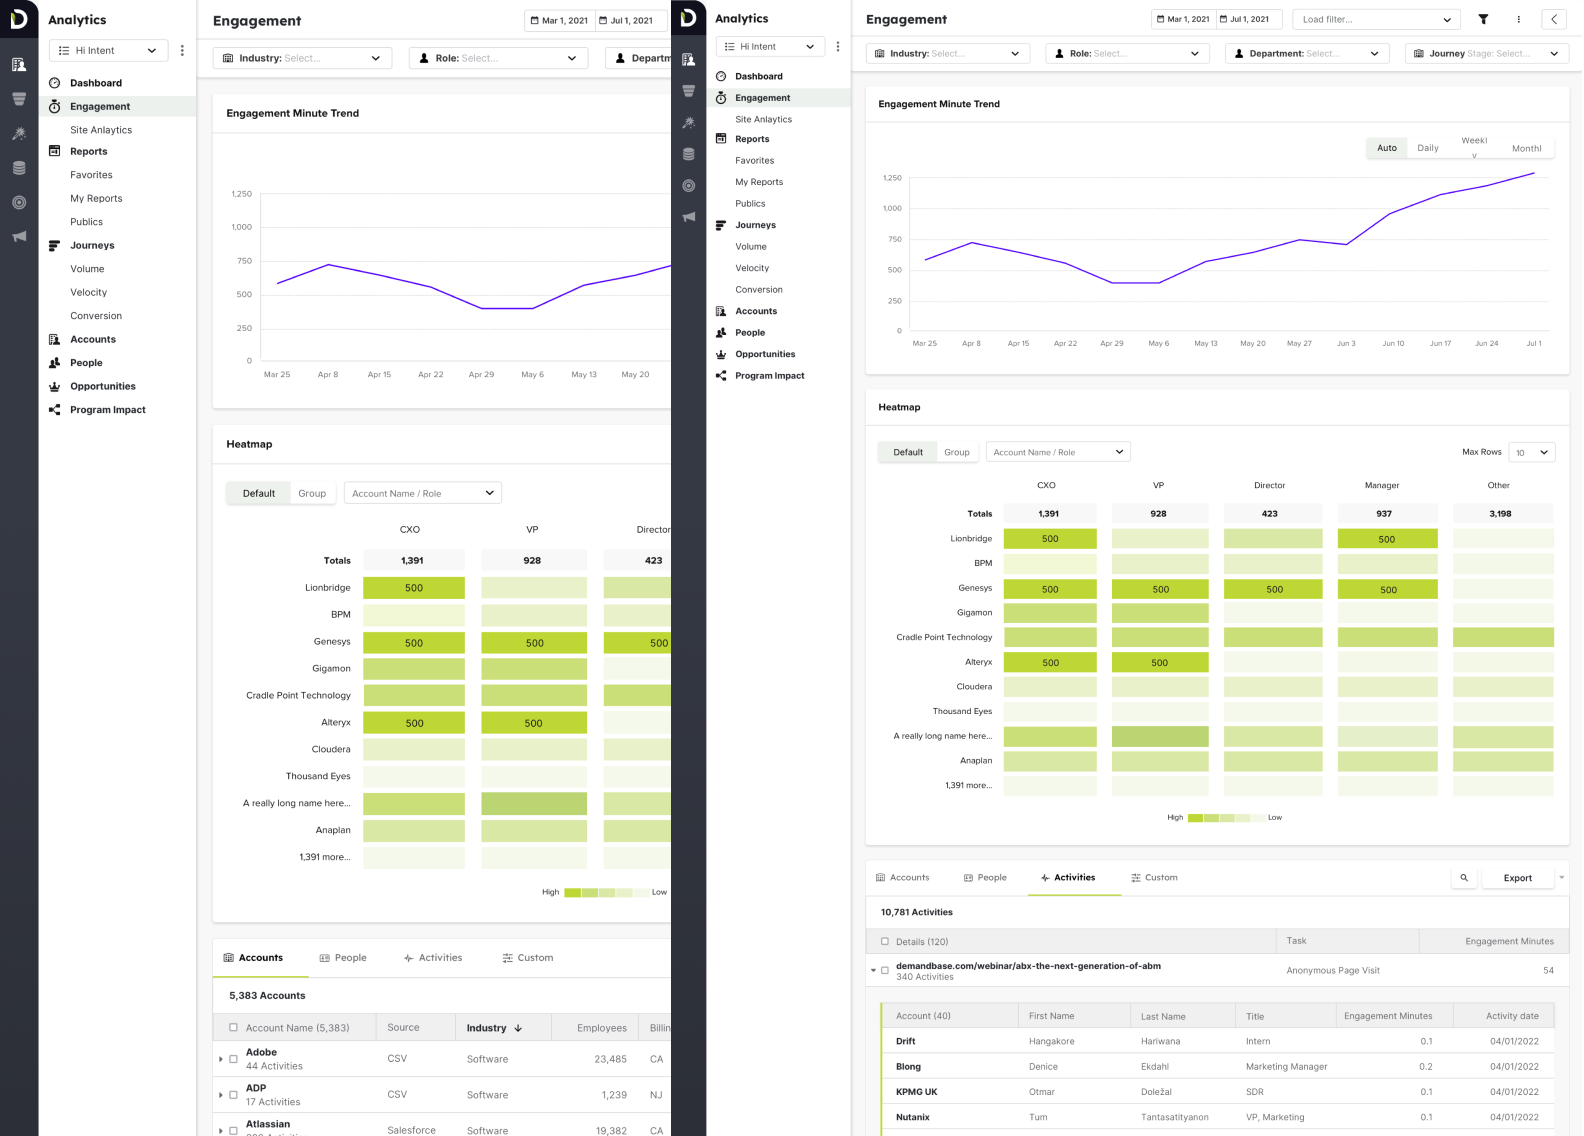 Analytics
Hi Intent
Dashboard
Engagement
Site Anlaytics
Reports
Favorites
My Reports
Publics
Journeys
Volume
Velocity
Conversion
Accounts
People
Opportunities
Program Impact
Engagement
Mar 1, 2021 Jul 1, 2021
Industry: Select...
Role: Select...
Departm
Engagement Minute Trend
1,250
1,000
750
500
250
0
Mar 25 Apr 8 Apr 15 Apr 22 Apr 29 May 6 May 13 May 20
Heatmap
Default Group Account Name / Role
CXO VP Director
Totals 1,391 928 423
Lionbridge 500
BPM
Genesys 500 500 500
Gigamon
Cradle Point Technology
Alteryx 500 500
Cloudera
Thousand Eyes
A really long name here...
Anaplan
1,391 more...
High Low
Accounts People Activities Custom
5,383 Accounts
Account Name (5,383) Source Industry Employees Billin
Adobe CSV Software 23,485 CA
44 Activities
ADP CSV Software 1,239 NJ
17 Activities
Atlassian Salesforce Software 19,382 CA
Analytics
Hi Intent
Dashboard
Engagement
Site Anlaytics
Reports
Favorites
My Reports
Publics
Journeys
Volume
Velocity
Conversion
Accounts
People
Opportunities
Program Impact
Engagement
Mar 1, 2021 Jul 1, 2021 Load filter...
Industry: Select... Role: Select... Department: Select... Journey Stage: Select...
Engagement Minute Trend
Auto Daily Weekl
y Monthl
1,250
1,000
750
500
250
0
Mar 25 Apr 8 Apr 15 Apr 22 Apr 29 May 6 May 13 May 20 May 27 Jun 3 Jun 10 Jun 17 Jun 24 Jul 1
Heatmap
Default Group Account Name / Role Max Rows 10
CXO VP Director Manager Other
Totals 1,391 928 423 937 3,198
Lionbridge 500 500
BPM
Genesys 500 500 500 500
Gigamon
Cradle Point Technology
Alteryx 500 500
Cloudera
Thousand Eyes
A really long name here...
Anaplan
1,391 more...
High Low
Accounts People Activities Custom Export
10,781 Activities
Details (120) Task Engagement Minutes
demandbase.com/webinar/abx-the-next-generation-of-abm Anonymous Page Visit 54
340 Activities
Account (40) First Name Last Name Title Engagement Minutes Activity date
Drift Hangakore Hariwana Intern 0.1 04/01/2022
Blong Denice Ekdahl Marketing Manager 0.2 04/01/2022
KPMG UK Otmar Doležal SDR 0.1 04/01/2022
Nutanix Tum Tantasatityanon VP, Marketing 0.1 04/01/2022